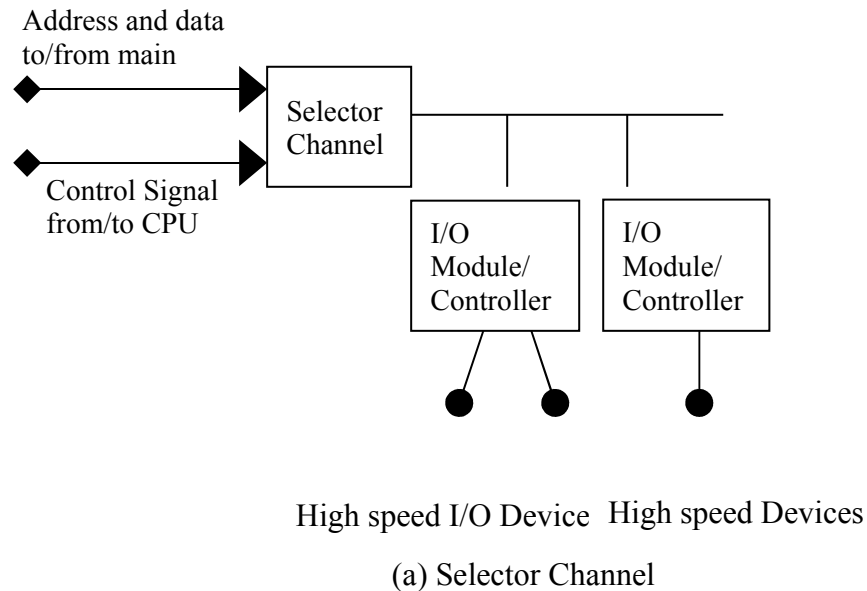 Address and data
to/from main
Selector
Channel
Control Signal
from/to CPU
I/O
Module/
Controller
I/O
Module/
Controller
High speed I/O Device
High speed Devices
(a) Selector Channel